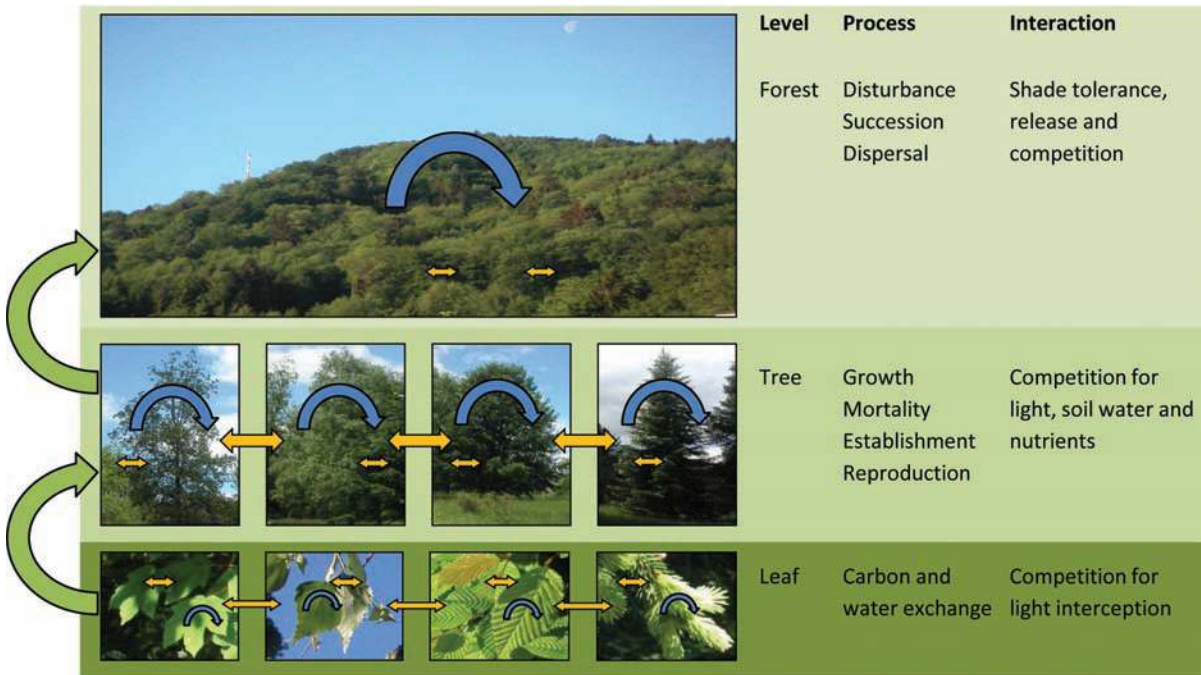 Level Process Interaction
Forest Disturbance Shade tolerance,
Succession release and
Dispersal competition
Tree Growth Competition for
Mortality light, soil water and
Establishment nutrients
Reproduction
Leaf Carbon and Competition for
water exchange light interception